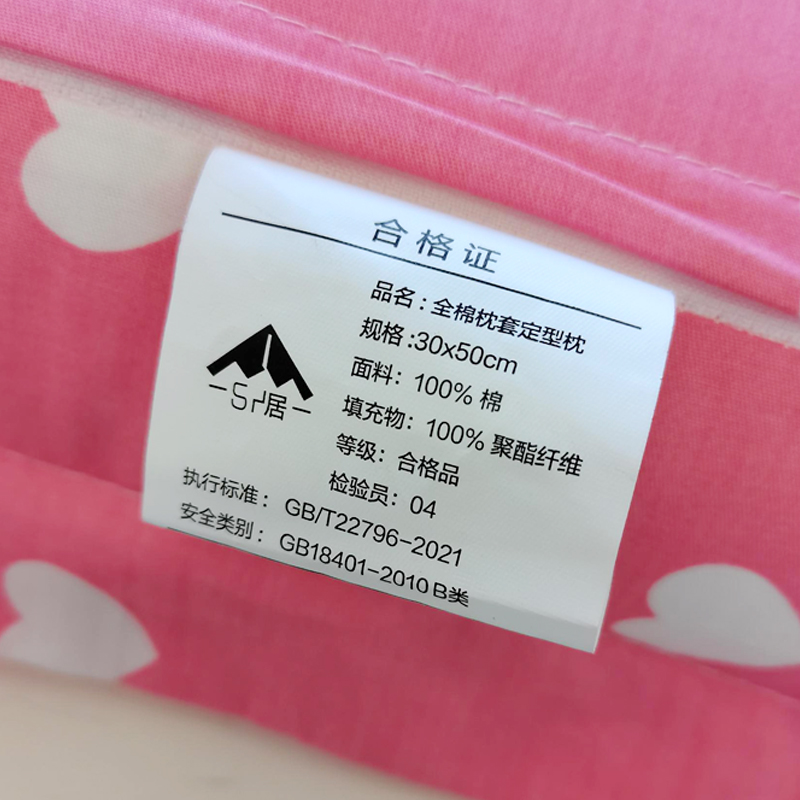 合格证
品名：全棉枕套定型枕
规格：30x50cm
面料：100% 棉
填充物：100% 聚酯纤维
等级：合格品
检验员：04
执行标准：GB/T22796-2021
安全类别：GB18401-2010 B类
居